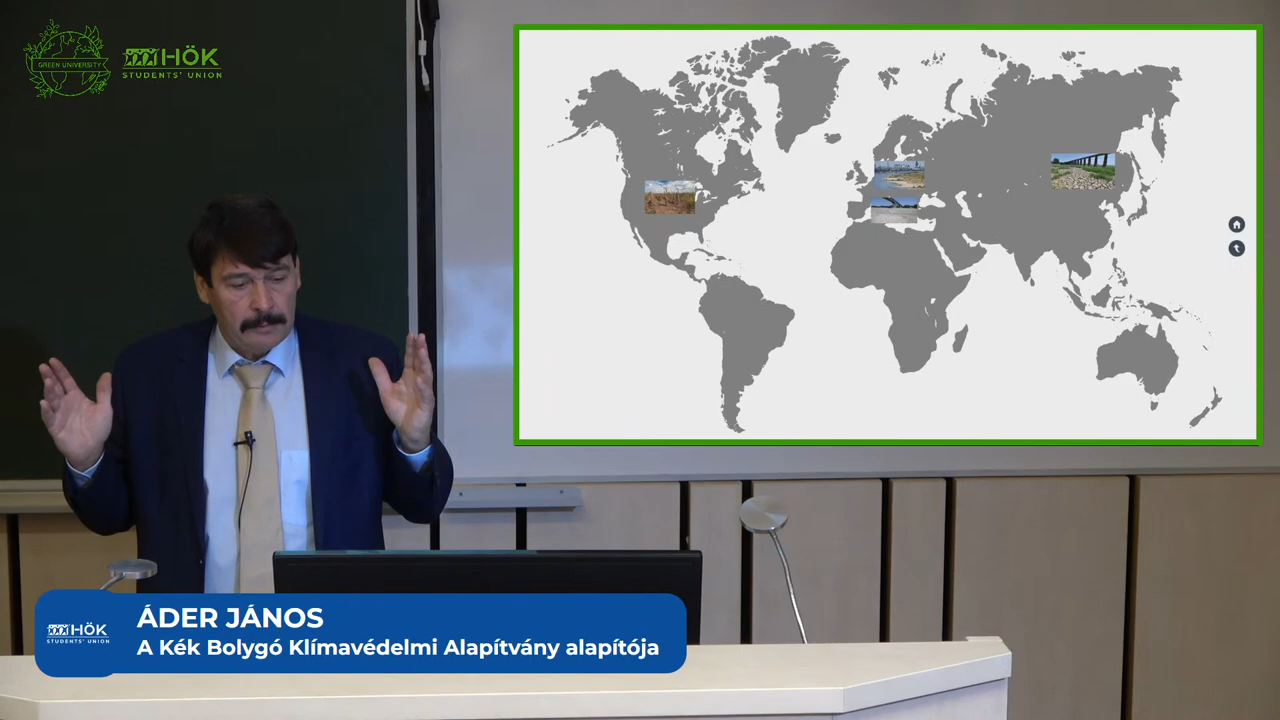 GREEN UNIVERSITY
HÖK
STUDENTS' UNION
ÁDER JÁNOS
A Kék Bolygó Klímavédelmi Alapítvány alapítója
HÖK
STUDENTS' UNION